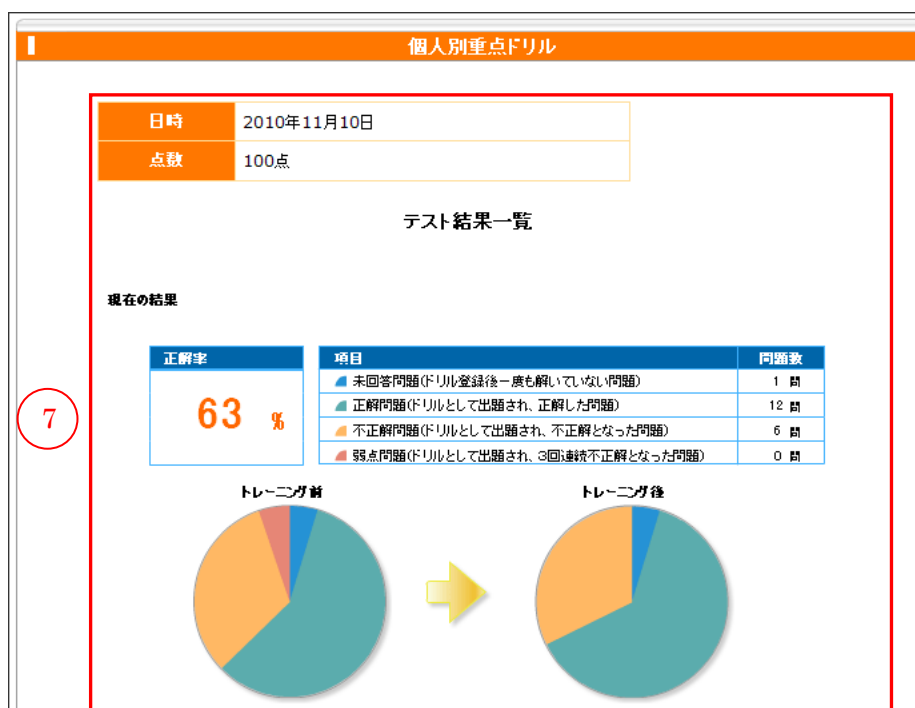 個人別重点ドリル
日時 2010年11月10日
点数 100点
テスト結果一覧
現在の結果
正解率 項目 問題数
未回答問題(ドリル登録後一度も解いていない問題) 1 問
正解問題(ドリルとして出題され、正解した問題) 12 問
63 %
不正解問題(ドリルとして出題され、不正解となった問題) 6 問
弱点問題(ドリルとして出題され、3回連続不正解となった問題) 0 問
7
トレーニング前 トレーニング後